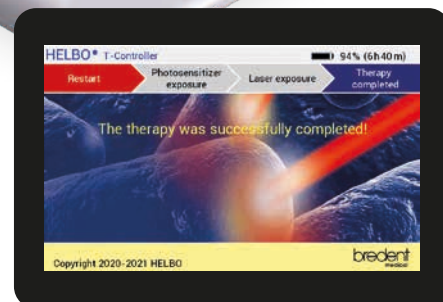 HELBO® T-Controller 94% (6h40m)
Restart
Photosensitizer
exposure
Laser exposure
Therapy
completed
The therapy was successfully completed!
Copyright 2020-2021 HELBO
bredent
medical